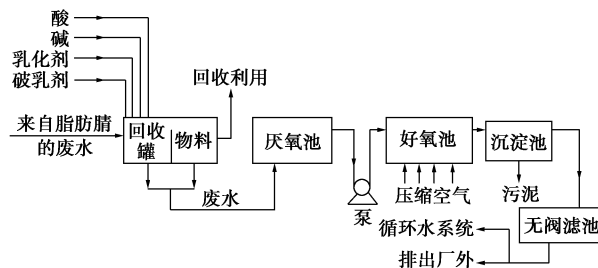 酸
碱
乳化剂
破乳剂
来自脂肪腈
的废水
回收
罐
物料
回收利用
废水
厌氧池
泵
好氧池
压缩空气
沉淀池
污泥
无阀滤池
循环水系统
排出厂外